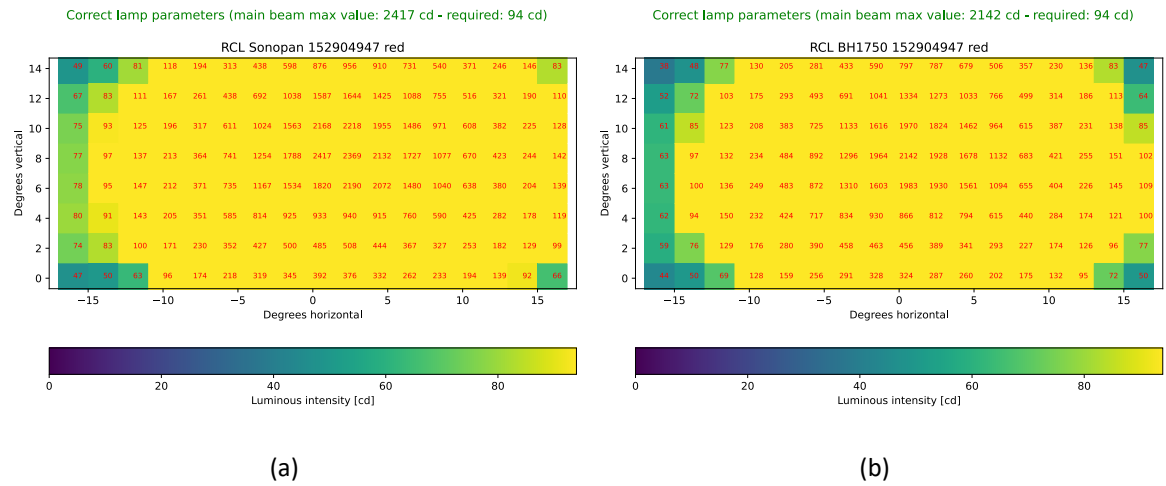 Correct lamp parameters (main beam max value: 2417 cd - required: 94 cd)
RCL Sonopan 152904947 red
14 49 60 81 118 194 313 438 598 876 956 910 731 540 371 246 146 83
12 67 83 111 167 261 438 692 1038 1587 1644 1425 1088 755 516 321 190 110
10 75 93 125 196 317 611 1024 1563 2168 2218 1955 1486 971 608 382 225 128
8 77 97 137 213 364 741 1254 1788 2417 2369 2132 1727 1077 670 423 244 142
6 78 95 147 212 371 735 1167 1534 1820 2190 2072 1480 1040 638 380 204 139
4 80 91 143 205 351 585 814 925 933 940 915 760 590 425 282 178 119
2 74 83 100 171 230 352 427 500 485 508 444 367 327 253 182 129 99
0 47 50 63 96 174 218 319 345 392 376 332 262 233 194 139 92 66
−15 −10 −5 0 5 10 15
Degrees horizontal
Degrees vertical
0 20 40 60 80
Luminous intensity [cd]
(a)
Correct lamp parameters (main beam max value: 2142 cd - required: 94 cd)
RCL BH1750 152904947 red
14 77 130 205 281 433 590 797 787 679 506 357 230 136 83 47
12 52 72 103 175 293 493 691 1041 1334 1273 1033 766 499 314 186 113 64
10 61 85 123 208 383 725 1133 1616 1970 1824 1462 964 615 387 231 138 85
8 63 97 132 234 484 892 1296 1964 2142 1928 1678 1132 683 421 255 151 102
6 63 100 136 249 483 872 1310 1603 1983 1930 1561 1094 655 404 226 145 109
4 62 94 150 232 424 717 834 930 866 812 794 615 440 284 174 121 100
2 59 76 129 176 280 390 458 463 456 389 341 293 227 174 126 96 77
0 44 50 69 128 159 256 291 328 324 287 260 202 175 132 95 72 50
−15 −10 −5 0 5 10 15
Degrees horizontal
Degrees vertical
0 20 40 60 80
Luminous intensity [cd]
(b)